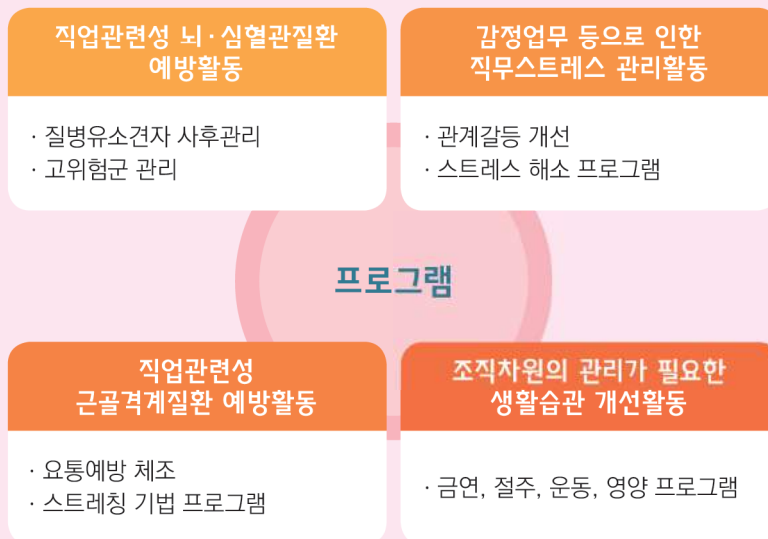 직업관련성 뇌·심혈관질환
예방활동
· 질병유소견자 사후관리
· 고위험군 관리
감정업무 등으로 인한
직무스트레스 관리활동
· 관계갈등 개선
· 스트레스 해소 프로그램
프로그램
직업관련성
근골격계질환 예방활동
· 요통예방 체조
· 스트레칭 기법 프로그램
조직차원의 관리가 필요한
생활습관 개선활동
· 금연, 절주, 운동, 영양 프로그램